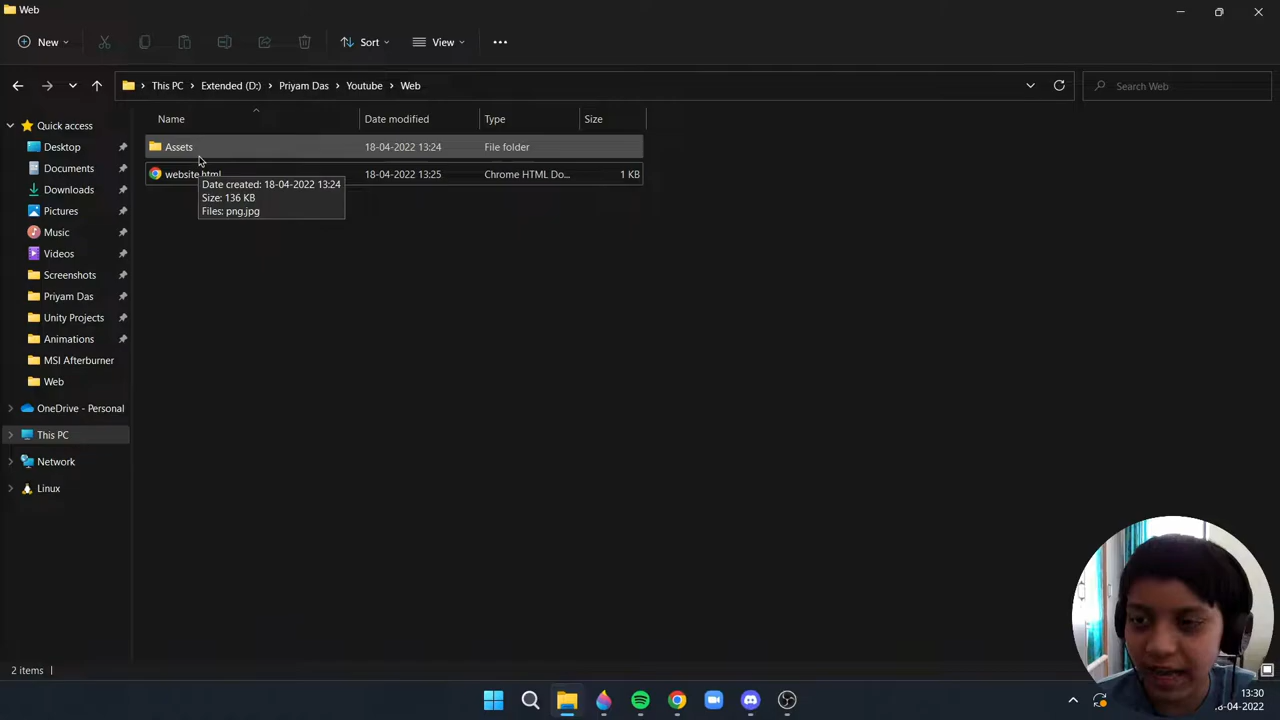 Web
New Sort View
This PC Extended (D:) Priyam Das Youtube Web Search Web
Name Date modified Type Size
Assets 18-04-2022 13:24 File folder
website.html 18-04-2022 13:25 Chrome HTML Do... 1 KB
Date created: 18-04-2022 13:24
Size: 136 KB
Files: png.jpg
Quick access
Desktop
Documents
Downloads
Pictures
Music
Videos
Screenshots
Priyam Das
Unity Projects
Animations
MSI Afterburner
Web
OneDrive - Personal
This PC
Network
Linux
2 items
13:30
18-04-2022